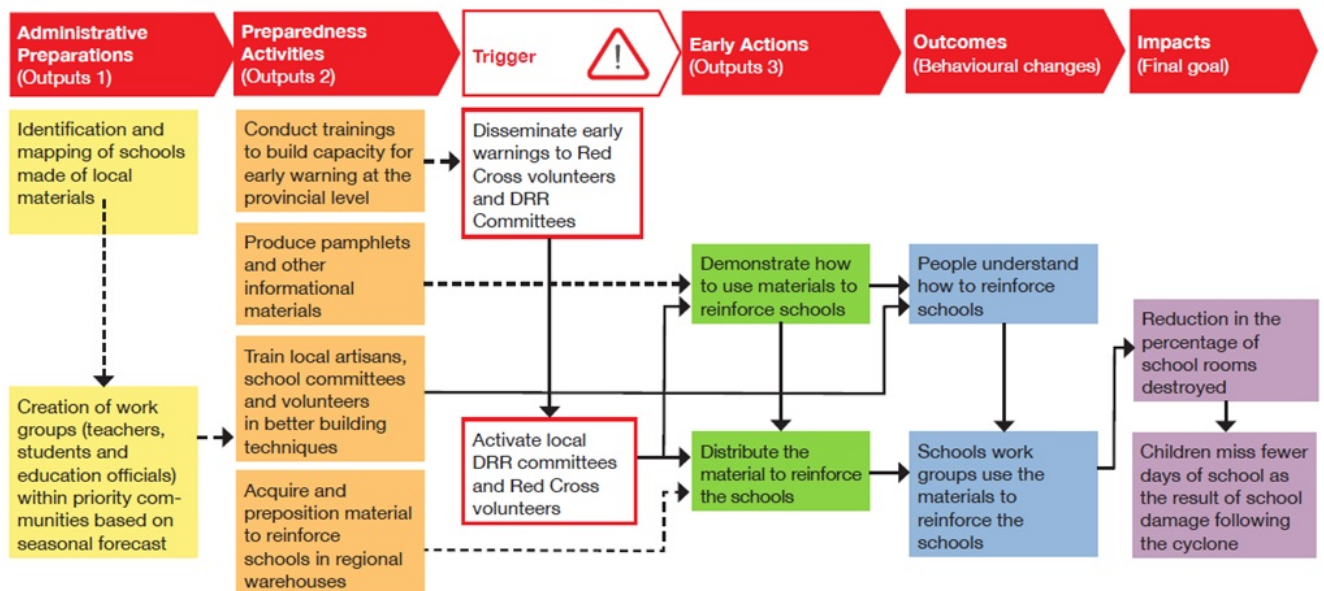 Administrative
Preparations
(Outputs 1)
Preparedness
Activities
(Outputs 2)
Trigger
!
Early Actions
(Outputs 3)
Outcomes
(Behavioural changes)
Impacts
(Final goal)
Identification and
mapping of schools
made of local
materials
Creation of work
groups (teachers,
students and
education officials)
within priority com-
munities based on
seasonal forecast
Conduct trainings
to build capacity for
early warning at the
provincial level
Produce pamphlets
and other
informational
materials
Train local artisans,
school committees
and volunteers
in better building
techniques
Acquire and
preposition material
to reinforce
schools in regional
warehouses
Disseminate early
warnings to Red
Cross volunteers
and DRR
Committees
Activate local
DRR committees
and Red Cross
volunteers
Demonstrate how
to use materials to
reinforce schools
Distribute the
material to reinforce
the schools
People understand
how to reinforce
schools
Schools work
groups use the
materials to
reinforce the
schools
Reduction in the
percentage of
school rooms
destroyed
Children miss fewer
days of school as
the result of school
damage following
the cyclone